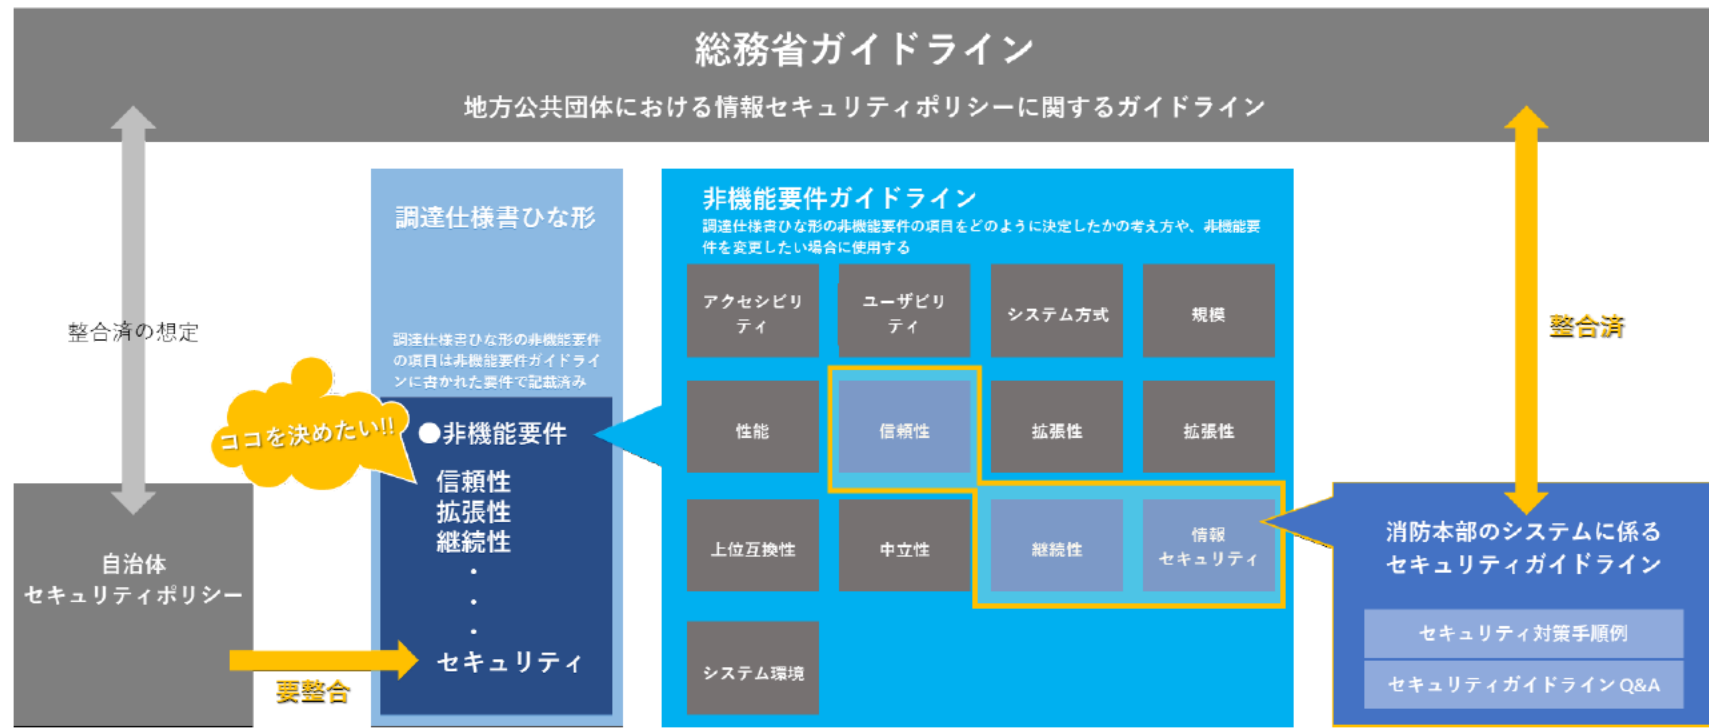 総務省ガイドライン
地方公共団体における情報セキュリティポリシーに関するガイドライン
整合済の想定
自治体
セキュリティポリシー
調達仕様書ひな形
調達仕様書ひな形の非機能要件
の項目は非機能要件ガイドライ
ンに書かれた要件で記載済み
ココを決めたい!!
●非機能要件
信頼性
拡張性
継続性
・
・
・
セキュリティ
要整合
非機能要件ガイドライン
調達仕様書ひな形の非機能要件の項目をどのように決定したかの考え方や、非機能要
件を変更したい場合に使用する
アクセシビリ
ティ
ユーザビリ
ティ
システム方式
規模
性能
信頼性
拡張性
拡張性
上位互換性
中立性
継続性
情報
セキュリティ
システム環境
整合済
消防本部のシステムに係る
セキュリティガイドライン
セキュリティ対策手順例
セキュリティガイドラインQ&A